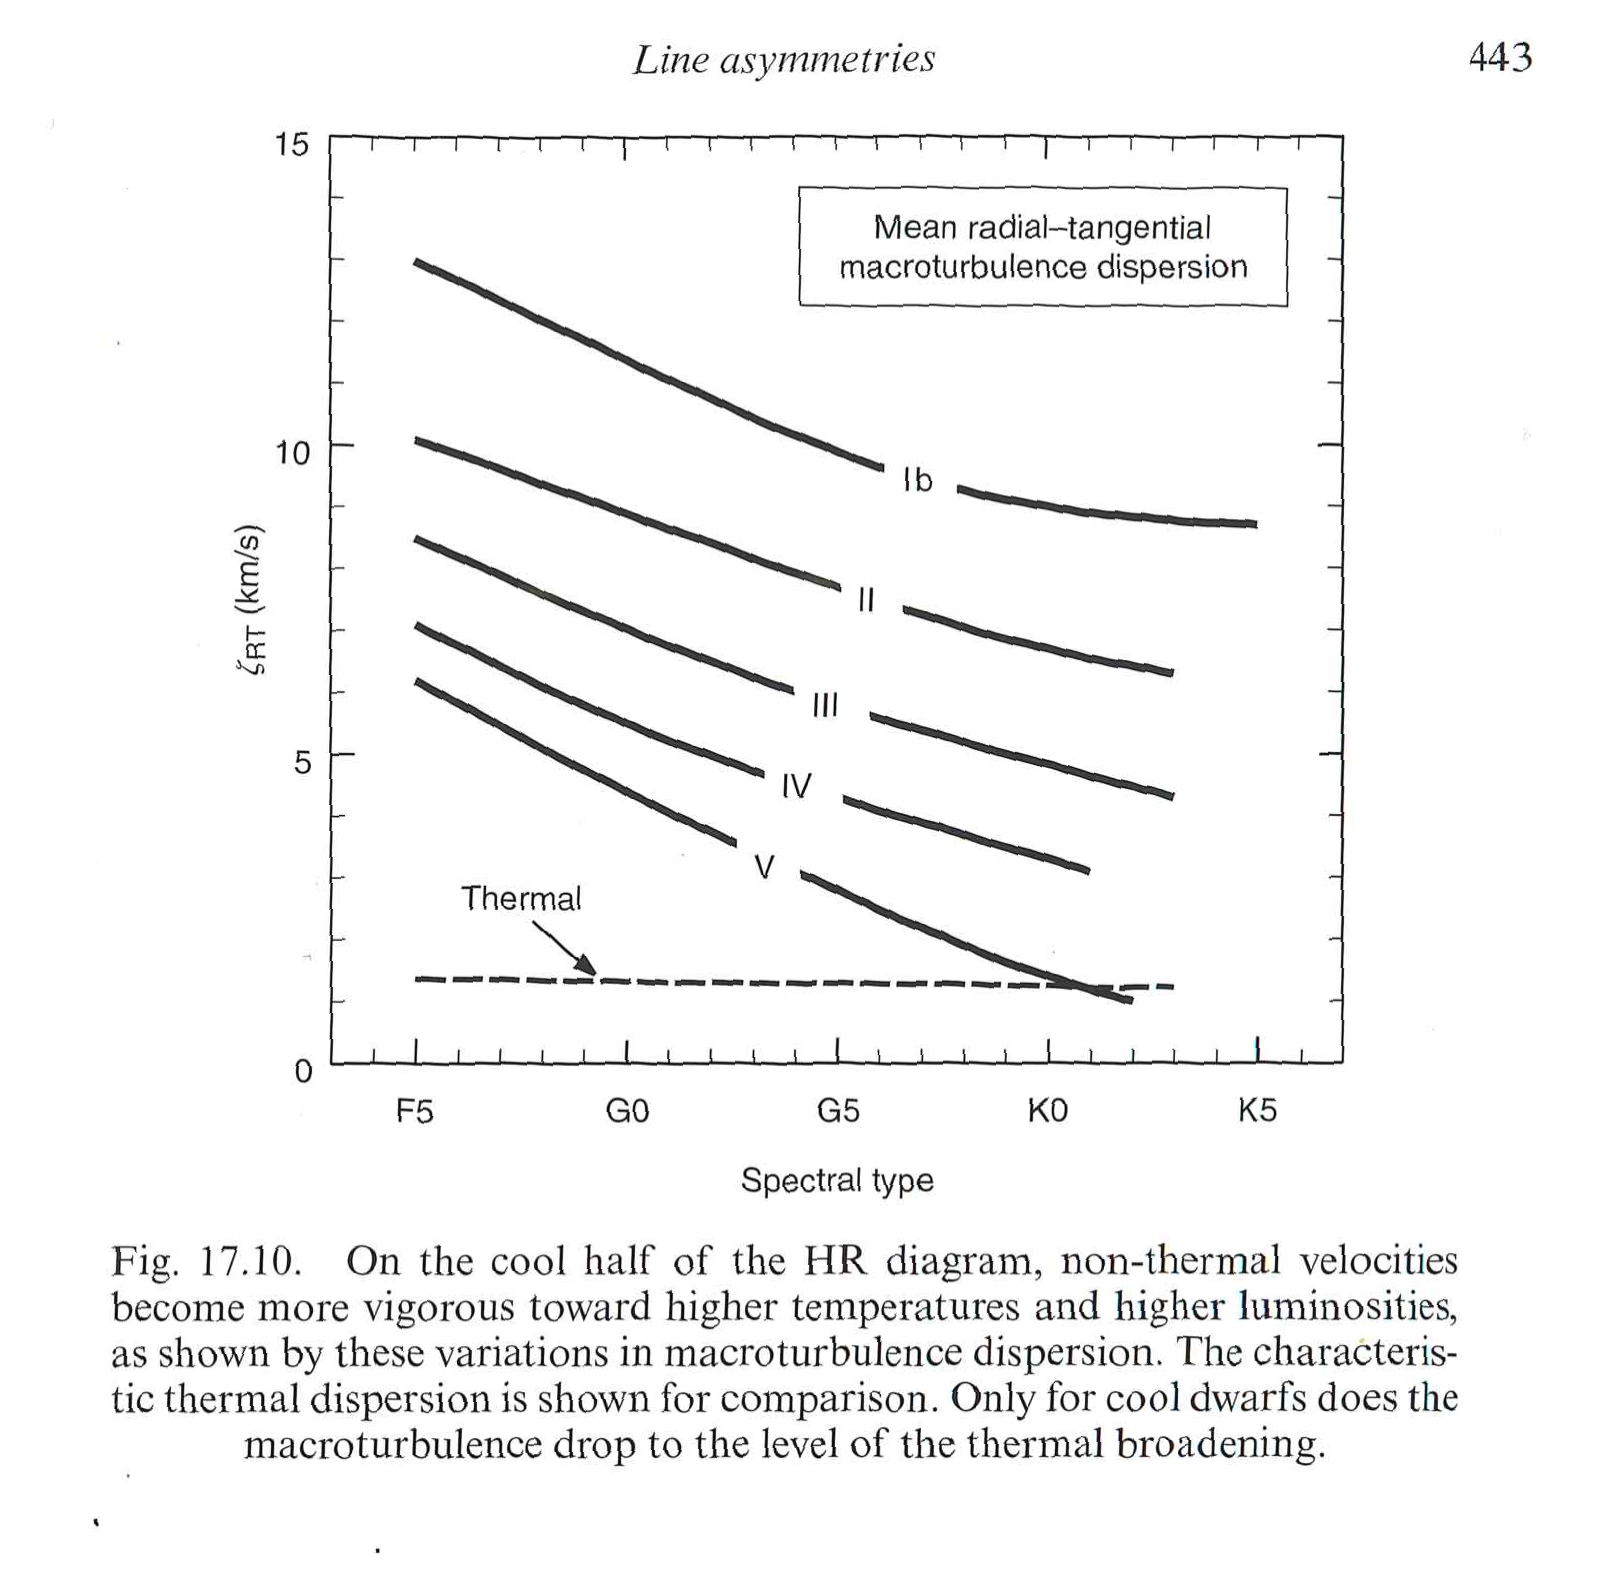 Line asymmetries
443
15
Mean radial–tangential
macroturbulence dispersion
10
Ib
ζRT (km/s)
II
III
5
IV
V
Thermal
0
F5 G0 G5 K0 K5
Spectral type
Fig. 17.10. On the cool half of the HR diagram, non-thermal velocities
become more vigorous toward higher temperatures and higher luminosities,
as shown by these variations in macroturbulence dispersion. The characteris-
tic thermal dispersion is shown for comparison. Only for cool dwarfs does the
macroturbulence drop to the level of the thermal broadening.